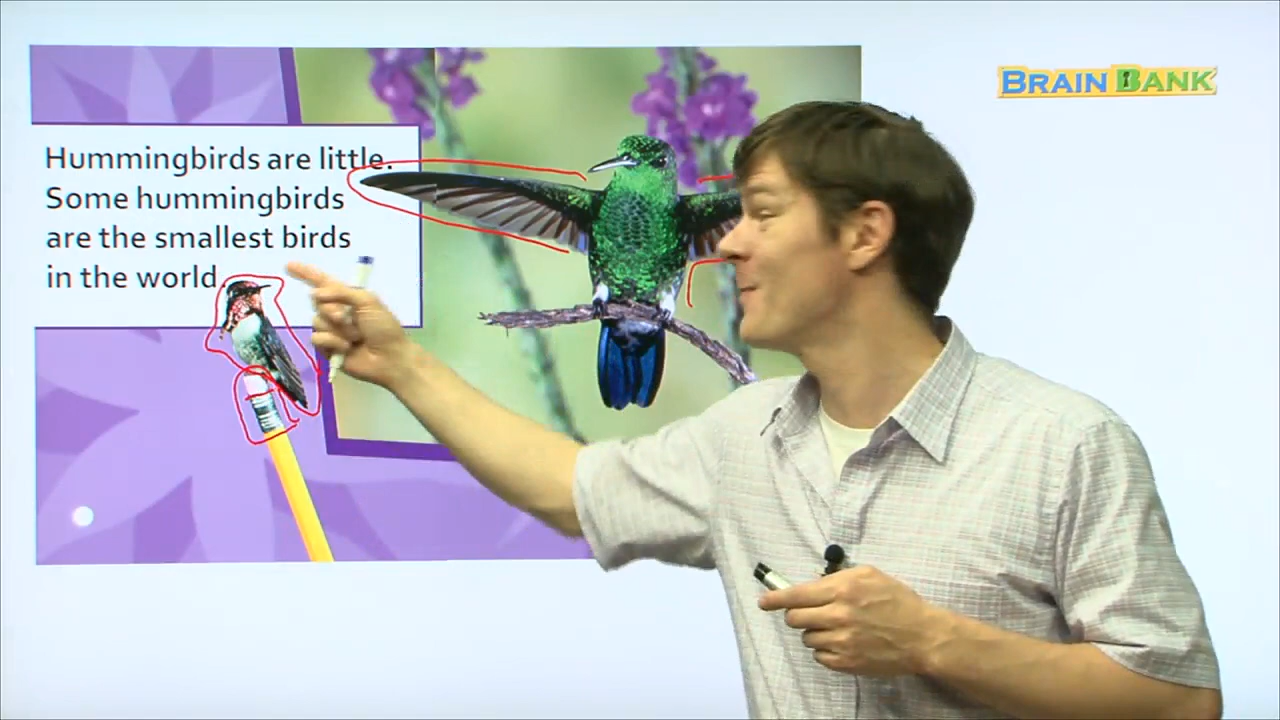 BRAIN BANK
Hummingbirds are little.
Some hummingbirds
are the smallest birds
in the world.